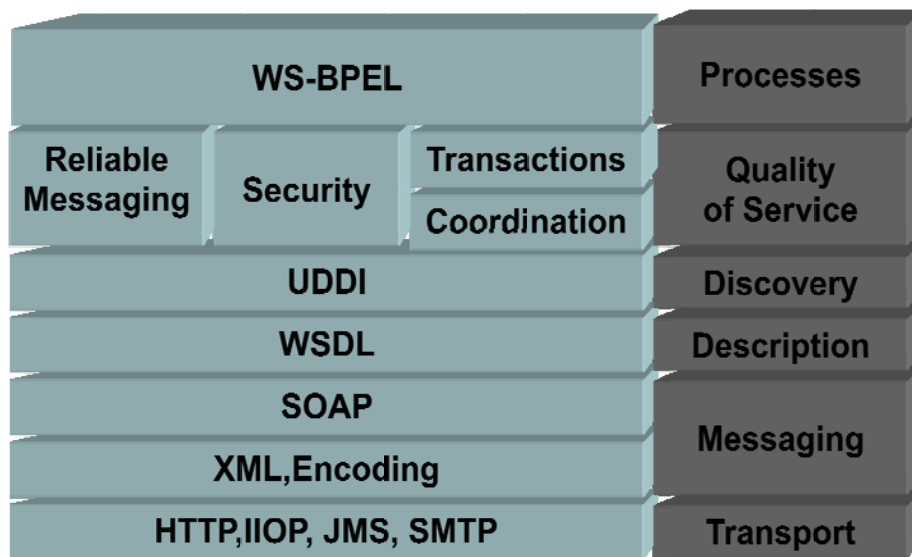 WS-BPEL
Processes
Reliable
Messaging
Security
Transactions
Coordination
Quality
of Service
UDDI
Discovery
WSDL
Description
SOAP
XML,Encoding
Messaging
HTTP,IIOP, JMS, SMTP
Transport